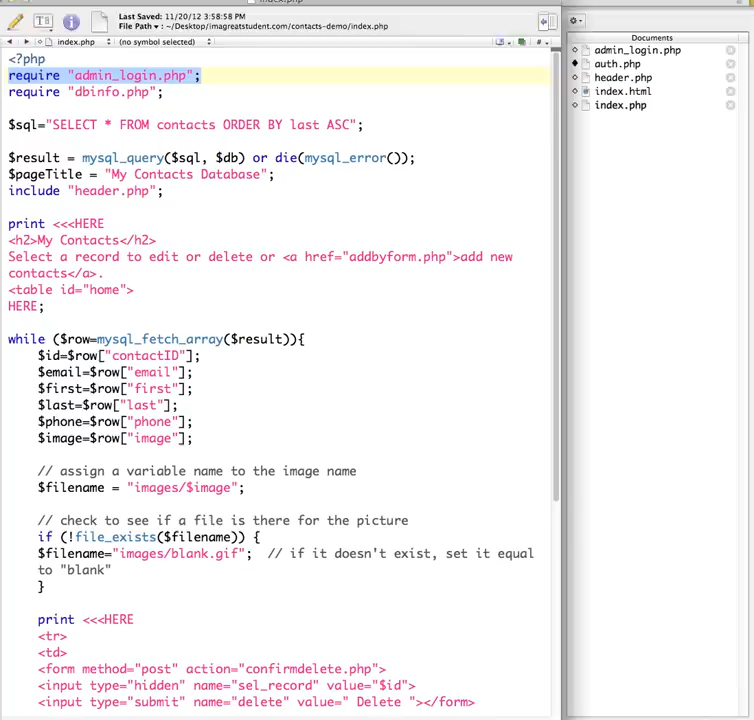 Last Saved: 11/20/12 3:58:58 PM
File Path ▾ : ~/Desktop/imagreatstudent.com/contacts-demo/index.php
index.php
(no symbol selected)
Documents
admin_login.php
auth.php
header.php
index.html
index.php
<?php
require "admin_login.php";
require "dbinfo.php";
$sql="SELECT * FROM contacts ORDER BY last ASC";
$result = mysql_query($sql, $db) or die(mysql_error());
$pageTitle = "My Contacts Database";
include "header.php";
print <<<HERE
<h2>My Contacts</h2>
Select a record to edit or delete or <a href="addbyform.php">add new
contacts</a>.
<table id="home">
HERE;
while ($row=mysql_fetch_array($result)){
$id=$row["contactID"];
$email=$row["email"];
$first=$row["first"];
$last=$row["last"];
$phone=$row["phone"];
$image=$row["image"];
// assign a variable name to the image name
$filename = "images/$image";
// check to see if a file is there for the picture
if (!file_exists($filename)) {
$filename="images/blank.gif";  // if it doesn't exist, set it equal
to "blank"
}
print <<<HERE
<tr>
<td>
<form method="post" action="confirmdelete.php">
<input type="hidden" name="sel_record" value="$id">
<input type="submit" name="delete" value=" Delete "></form>